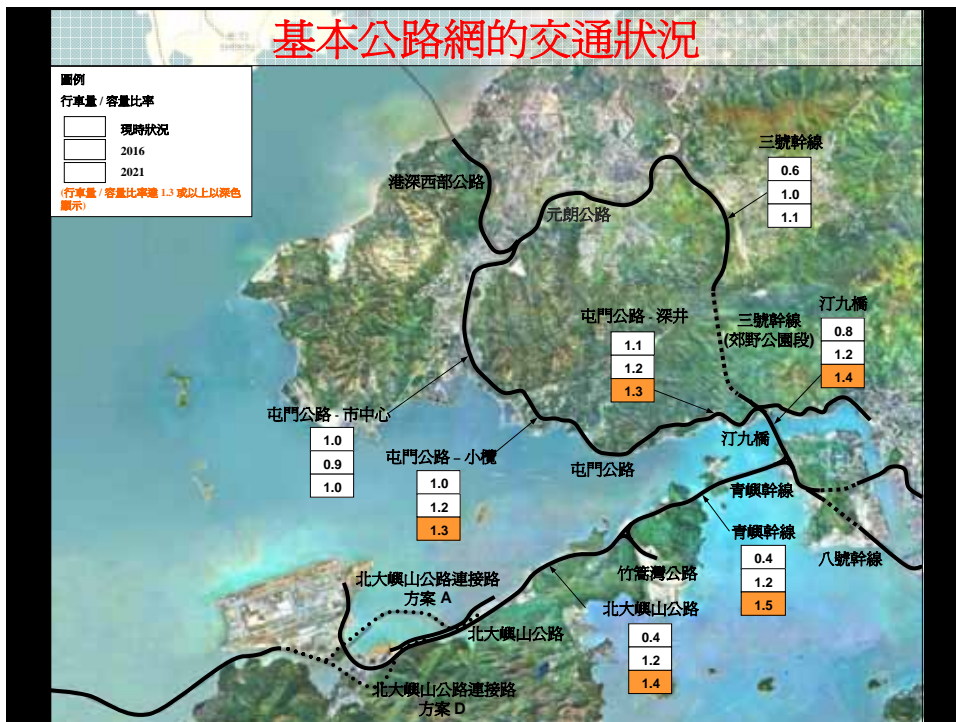 基本公路網的交通狀況
圖例
行車量 / 容量比率
現時狀況
2016
2021
(行車量 / 容量比率達 1.3 或以上以深色
顯示)
港深西部公路
元朗公路
三號幹線
0.6
1.0
1.1
屯門公路 - 深井
1.1
1.2
1.3
三號幹線
(郊野公園段)
汀九橋
0.8
1.2
1.4
屯門公路 - 市中心
1.0
0.9
1.0
屯門公路 – 小欖
1.0
1.2
1.3
屯門公路
汀九橋
青嶼幹線
青嶼幹線
0.4
1.2
1.5
八號幹線
竹篙灣公路
北大嶼山公路連接路
方案 A
北大嶼山公路
北大嶼山公路
0.4
1.2
1.4
北大嶼山公路連接路
方案 D